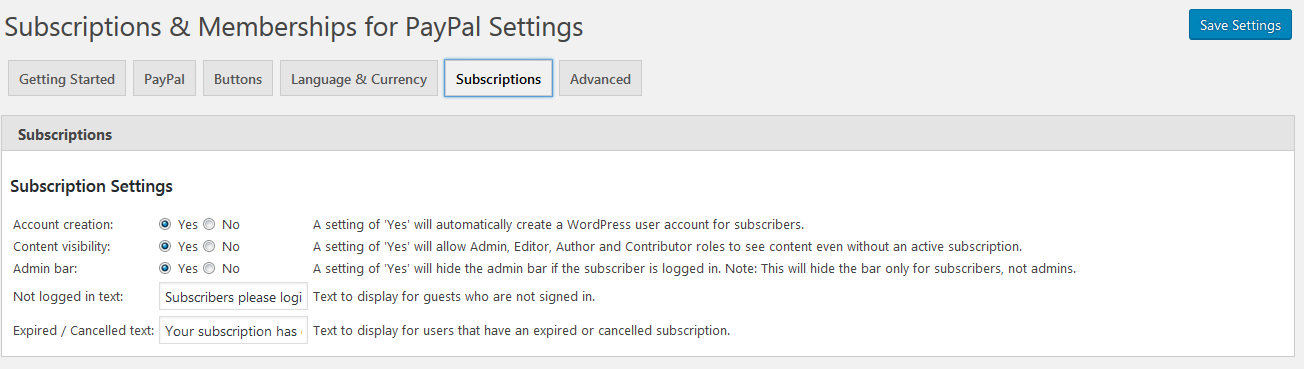 Subscriptions & Memberships for PayPal Settings
Save Settings
Getting Started PayPal Buttons Language & Currency Subscriptions Advanced
Subscriptions
Subscription Settings
Account creation: Yes No A setting of 'Yes' will automatically create a WordPress user account for subscribers.
Content visibility: Yes No A setting of 'Yes' will allow Admin, Editor, Author and Contributor roles to see content even without an active subscription.
Admin bar: Yes No A setting of 'Yes' will hide the admin bar if the subscriber is logged in. Note: This will hide the bar only for subscribers, not admins.
Not logged in text: Subscribers please logi Text to display for guests who are not signed in.
Expired / Cancelled text: Your subscription has Text to display for users that have an expired or cancelled subscription.